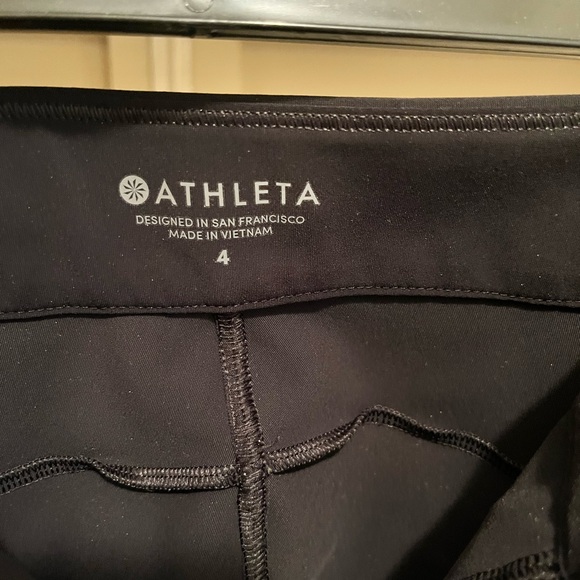 ATHLETA
DESIGNED IN SAN FRANCISCO
MADE IN VIETNAM
4